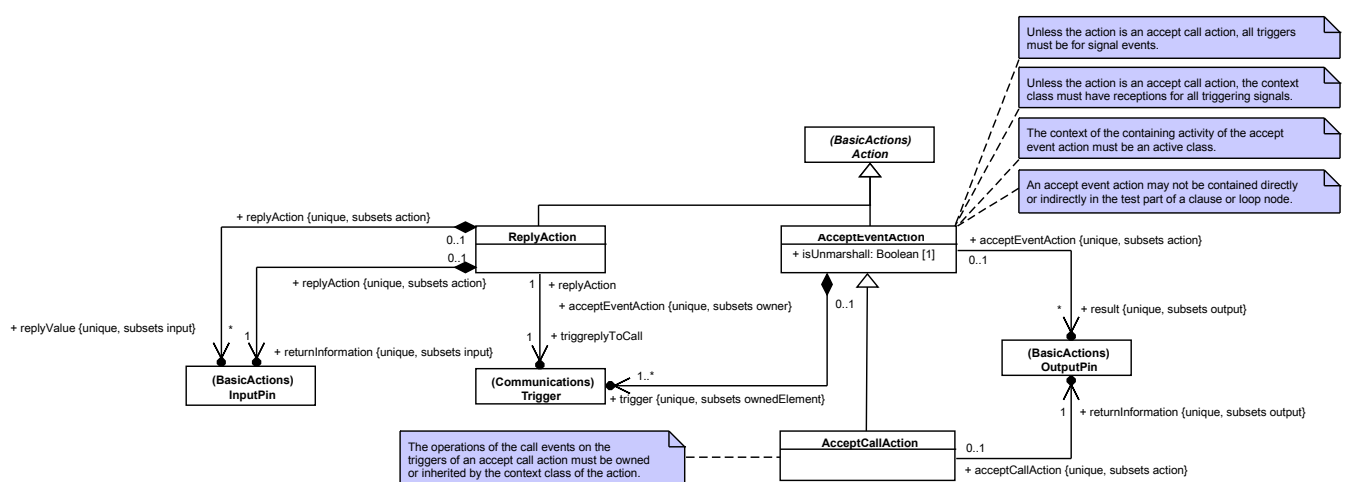 Unless the action is an accept call action, all triggers
must be for signal events.
Unless the action is an accept call action, the context
class must have receptions for all triggering signals.
The context of the containing activity of the accept
event action must be an active class.
An accept event action may not be contained directly
or indirectly in the test part of a clause or loop node.
(BasicActions)
Action
+ replyAction {unique, subsets action}
0..1
ReplyAction
0..1
+ replyAction {unique, subsets action}
AcceptEventAction
+ isUnmarshall: Boolean [1]
+ acceptEventAction {unique, subsets action}
0..1
1
+ replyAction
+ acceptEventAction {unique, subsets owner}
0..1
+ replyValue {unique, subsets input}
*
1
+ returnInformation {unique, subsets input}
1
+ triggreplyToCall
*
+ result {unique, subsets output}
(BasicActions)
InputPin
(Communications)
Trigger
1..*
+ trigger {unique, subsets ownedElement}
(BasicActions)
OutputPin
1
+ returnInformation {unique, subsets output}
The operations of the call events on the
triggers of an accept call action must be owned
or inherited by the context class of the action.
AcceptCallAction
0..1
+ acceptCallAction {unique, subsets action}